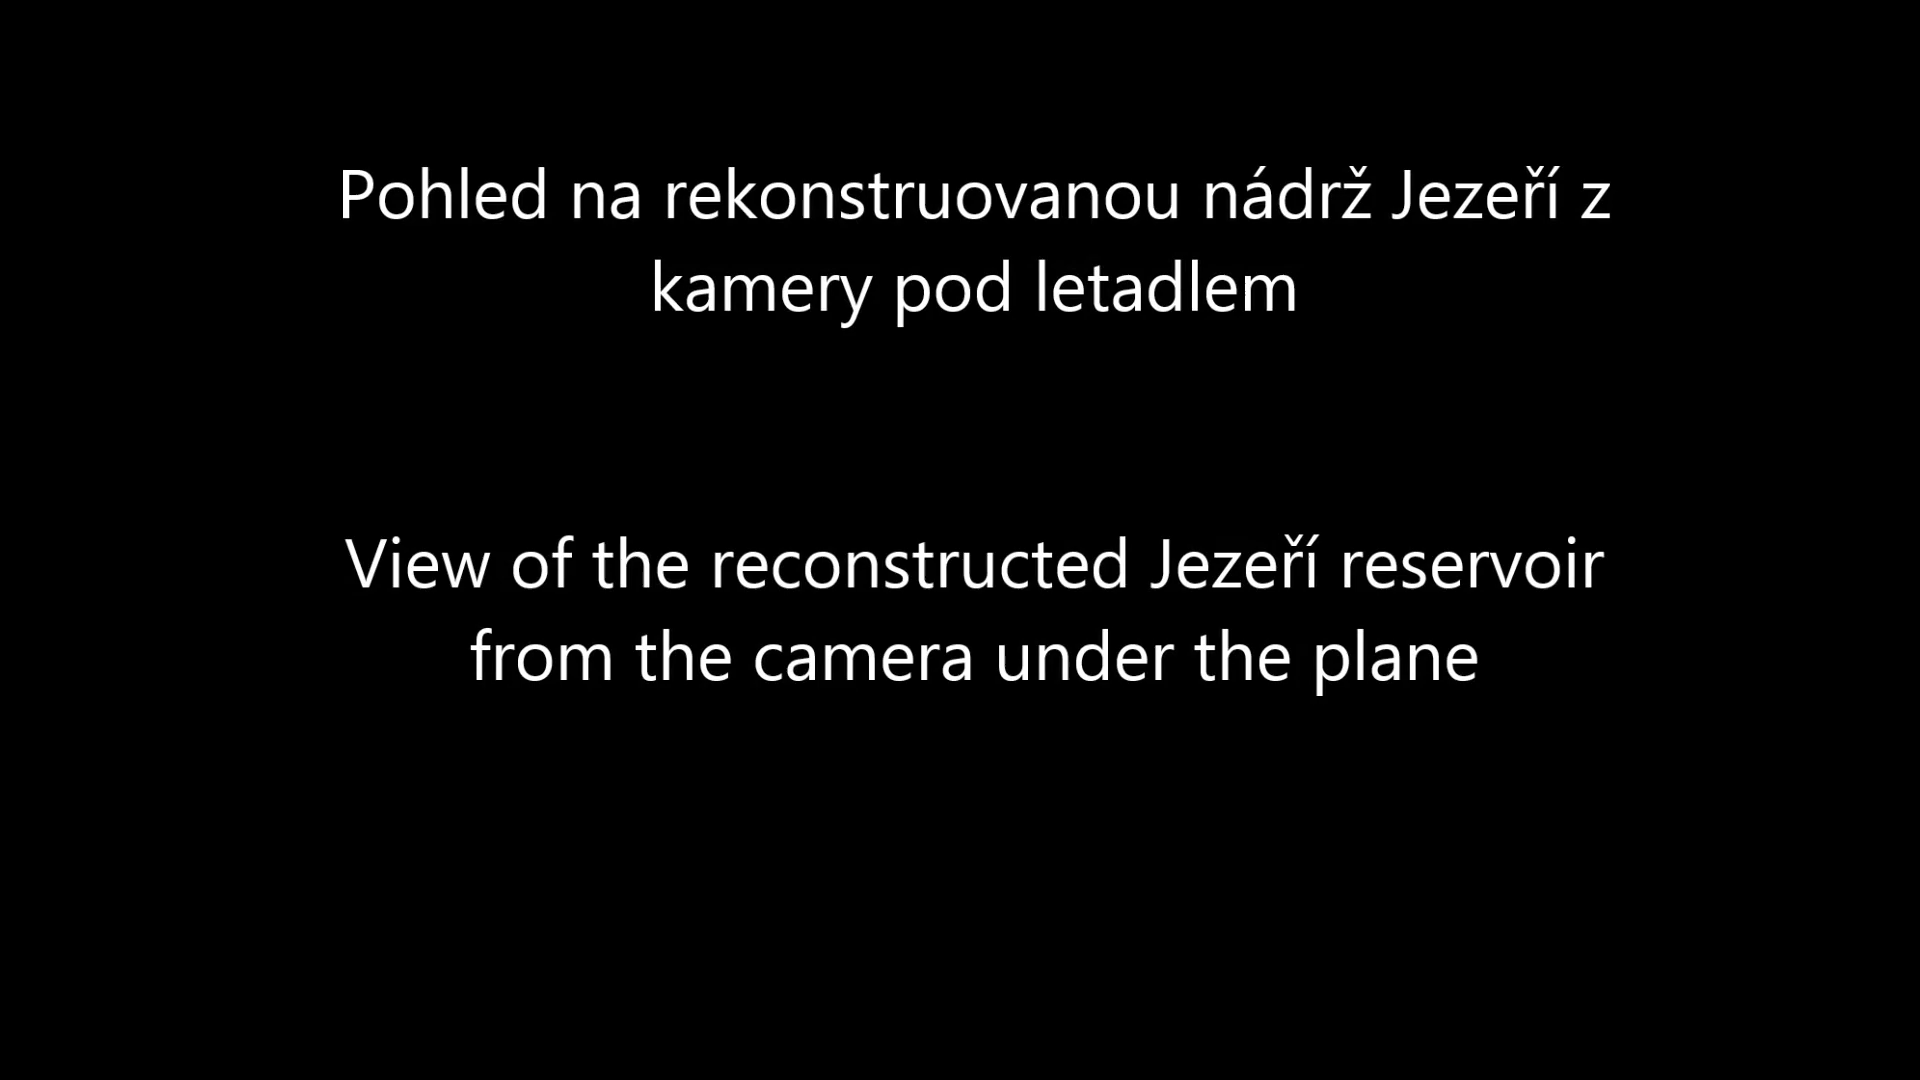 Pohled na rekonstruovanou nádrž Jezeří z
kamery pod letadlem
View of the reconstructed Jezeří reservoir
from the camera under the plane